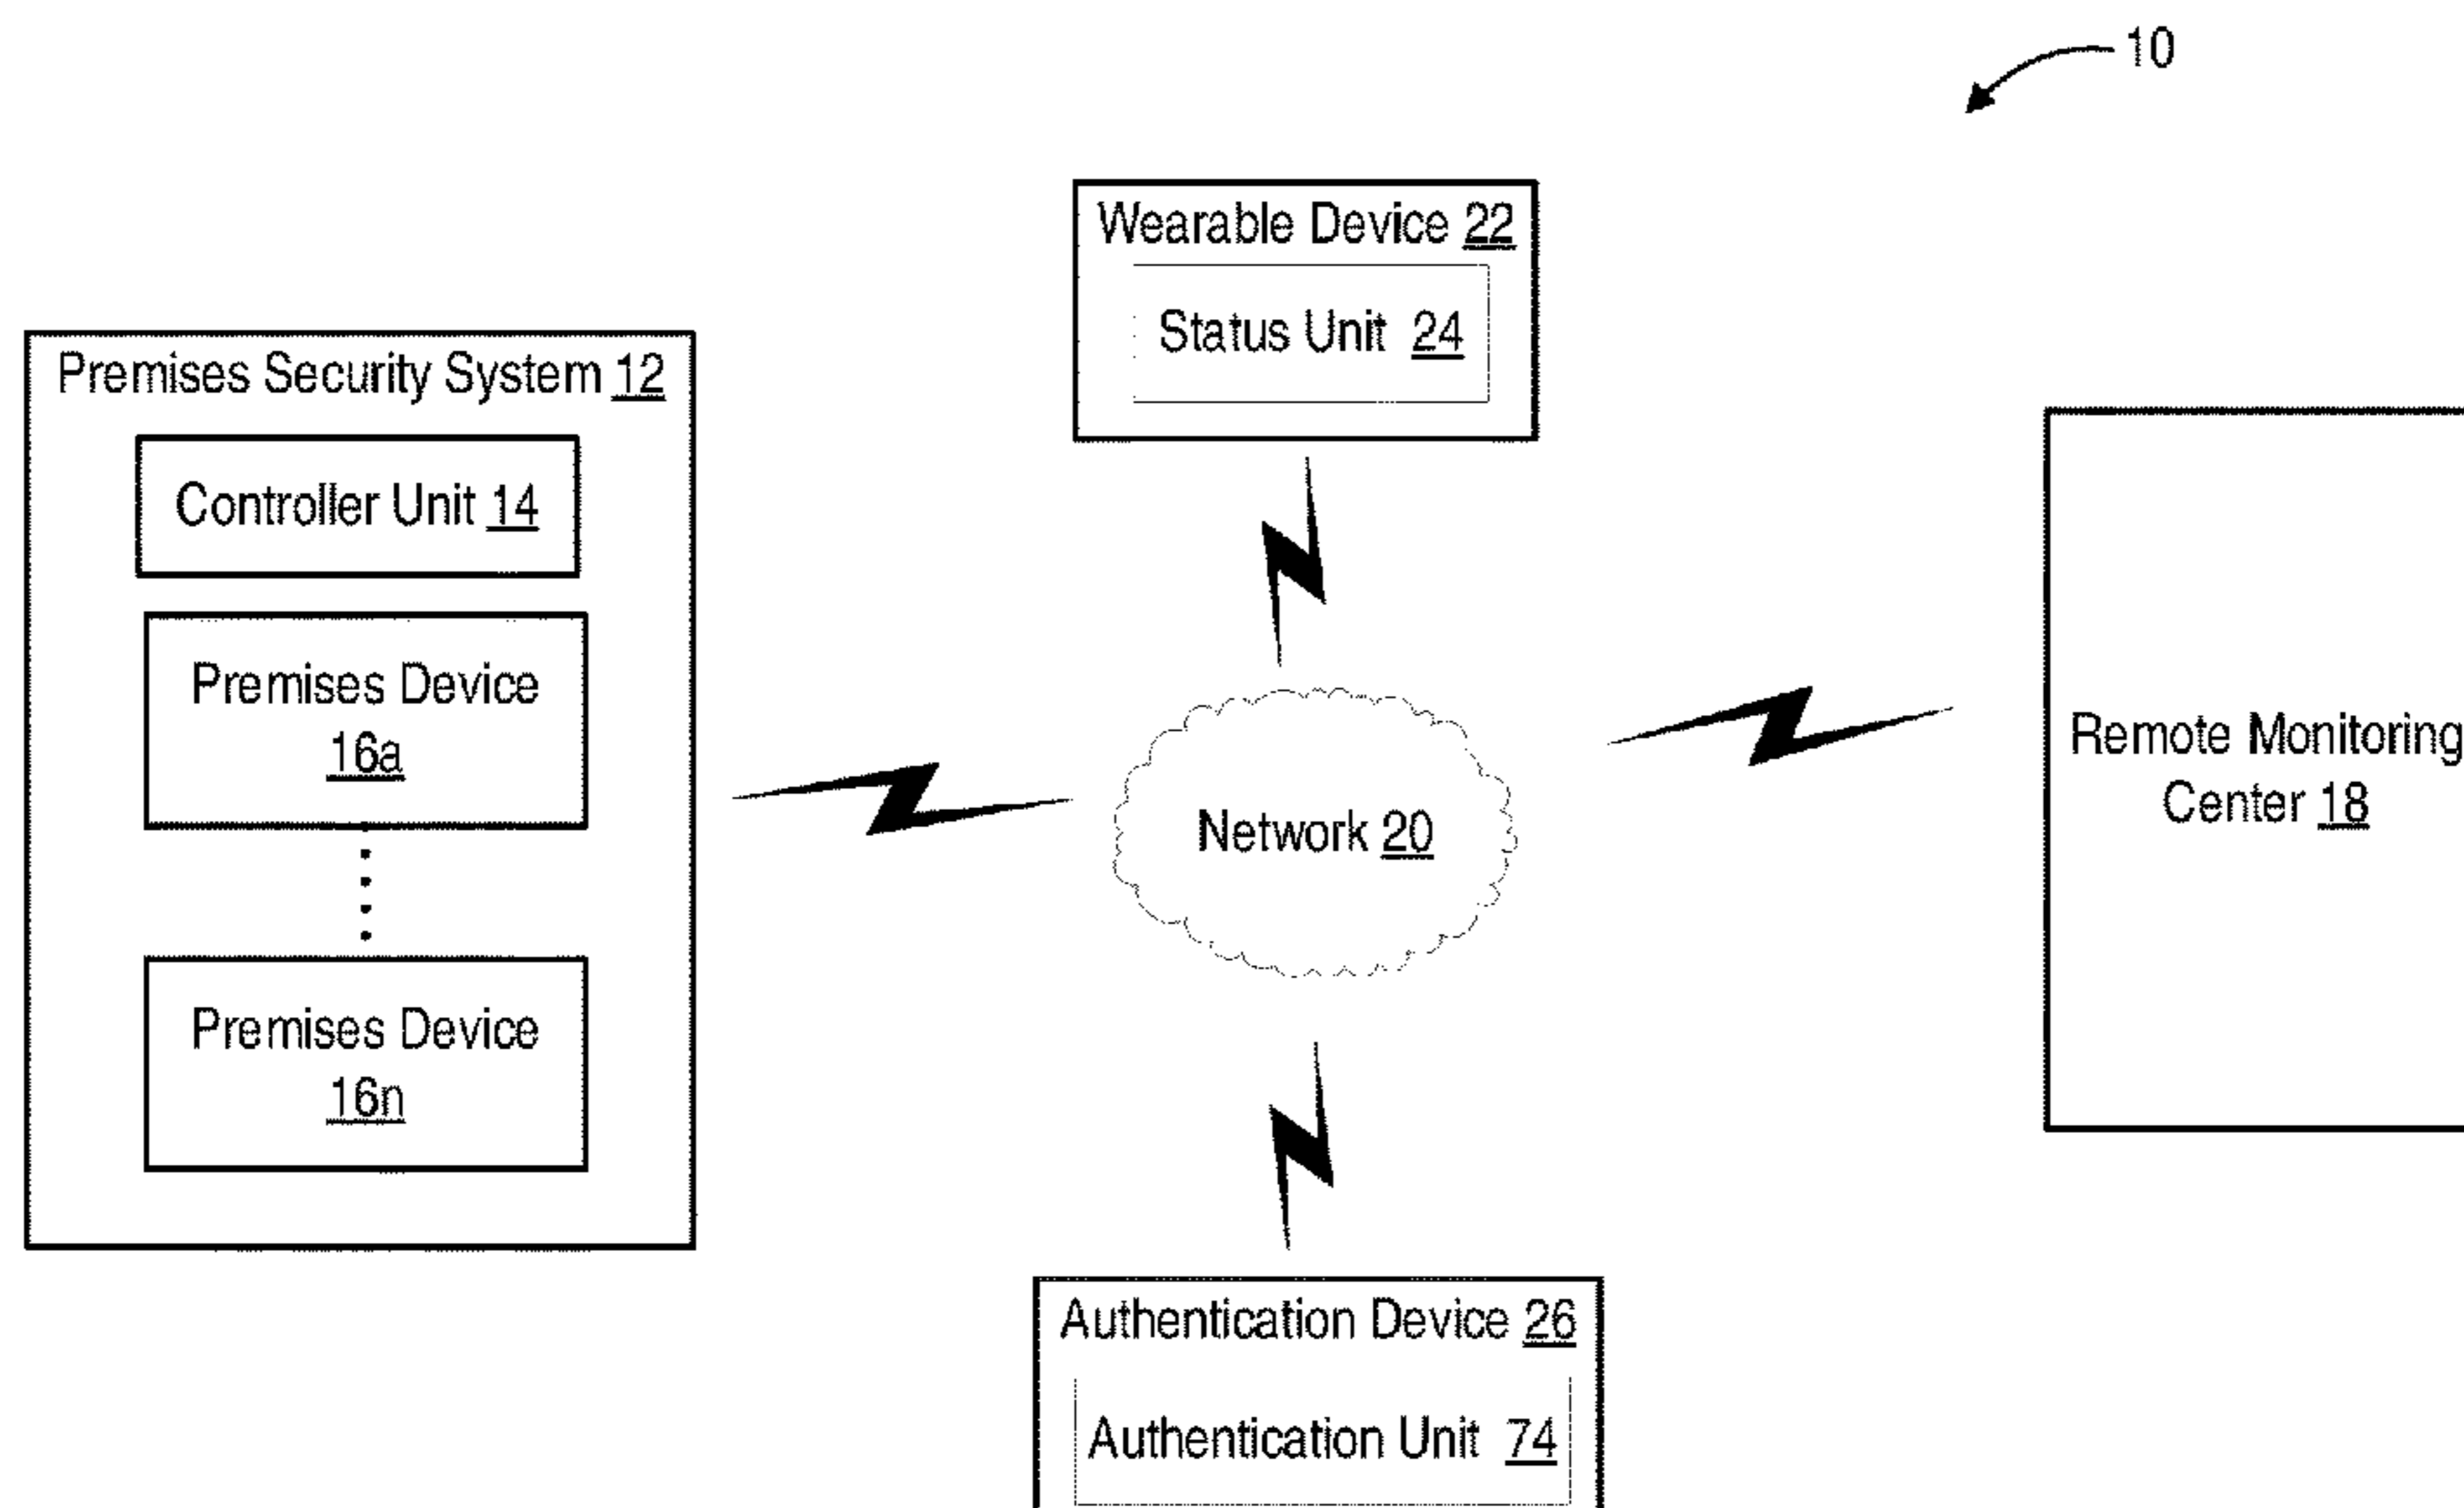 10
Wearable Device 22
Status Unit 24
Premises Security System 12
Controller Unit 14
Premises Device
16a
Premises Device
16n
Network 20
Remote Monitoring
Center 18
Authentication Device 26
Authentication Unit 74